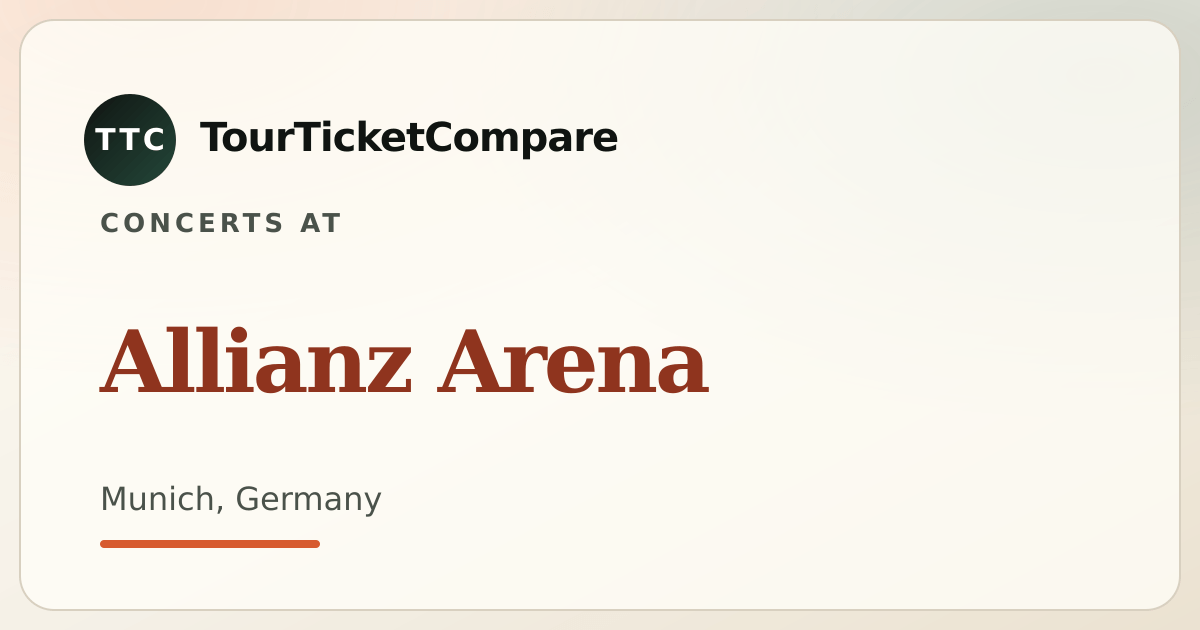 TTC TourTicketCompare
CONCERTS AT
Allianz Arena
Munich, Germany